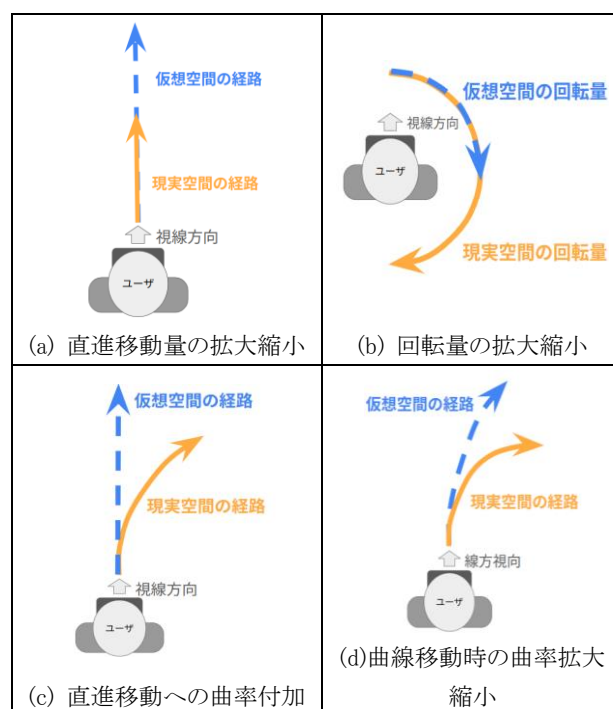 仮想空間の経路
現実空間の経路
視線方向
ユーザ
(a) 直進移動量の拡大縮小
仮想空間の回転量
視線方向
ユーザ
現実空間の回転量
(b) 回転量の拡大縮小
仮想空間の経路
現実空間の経路
視線方向
ユーザ
(c) 直進移動への曲率付加
仮想空間の経路
現実空間の経路
線方視向
ユーザ
(d)曲線移動時の曲率拡大
縮小